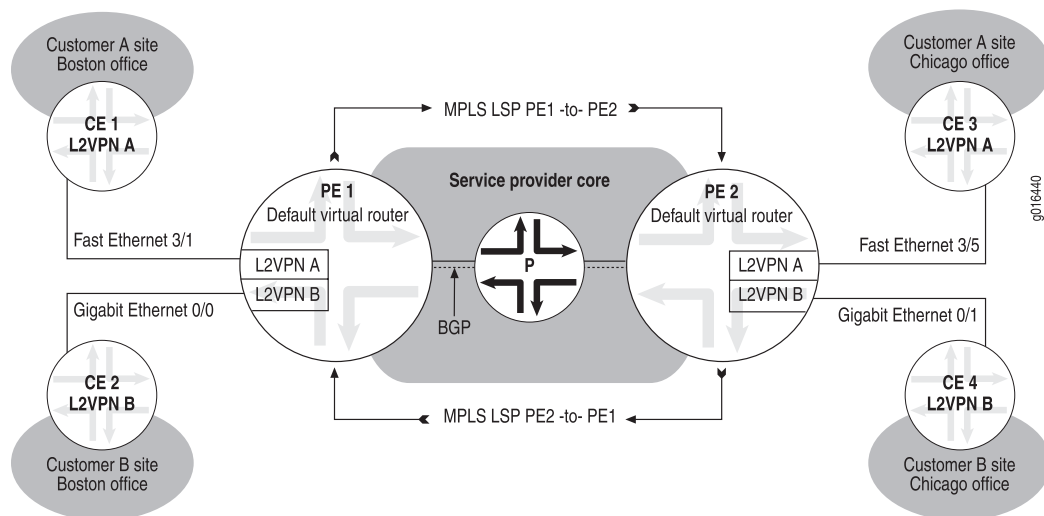 Customer A site
Boston office
CE 1
L2VPN A
Fast Ethernet 3/1
Gigabit Ethernet 0/0
CE 2
L2VPN B
Customer B site
Boston office
MPLS LSP PE1 -to- PE2
PE 1
Default virtual router
L2VPN A
L2VPN B
Service provider core
P
BGP
PE 2
Default virtual router
L2VPN A
L2VPN B
MPLS LSP PE2 -to- PE1
Customer A site
Chicago office
CE 3
L2VPN A
Fast Ethernet 3/5
Gigabit Ethernet 0/1
CE 4
L2VPN B
Customer B site
Chicago office
g016440